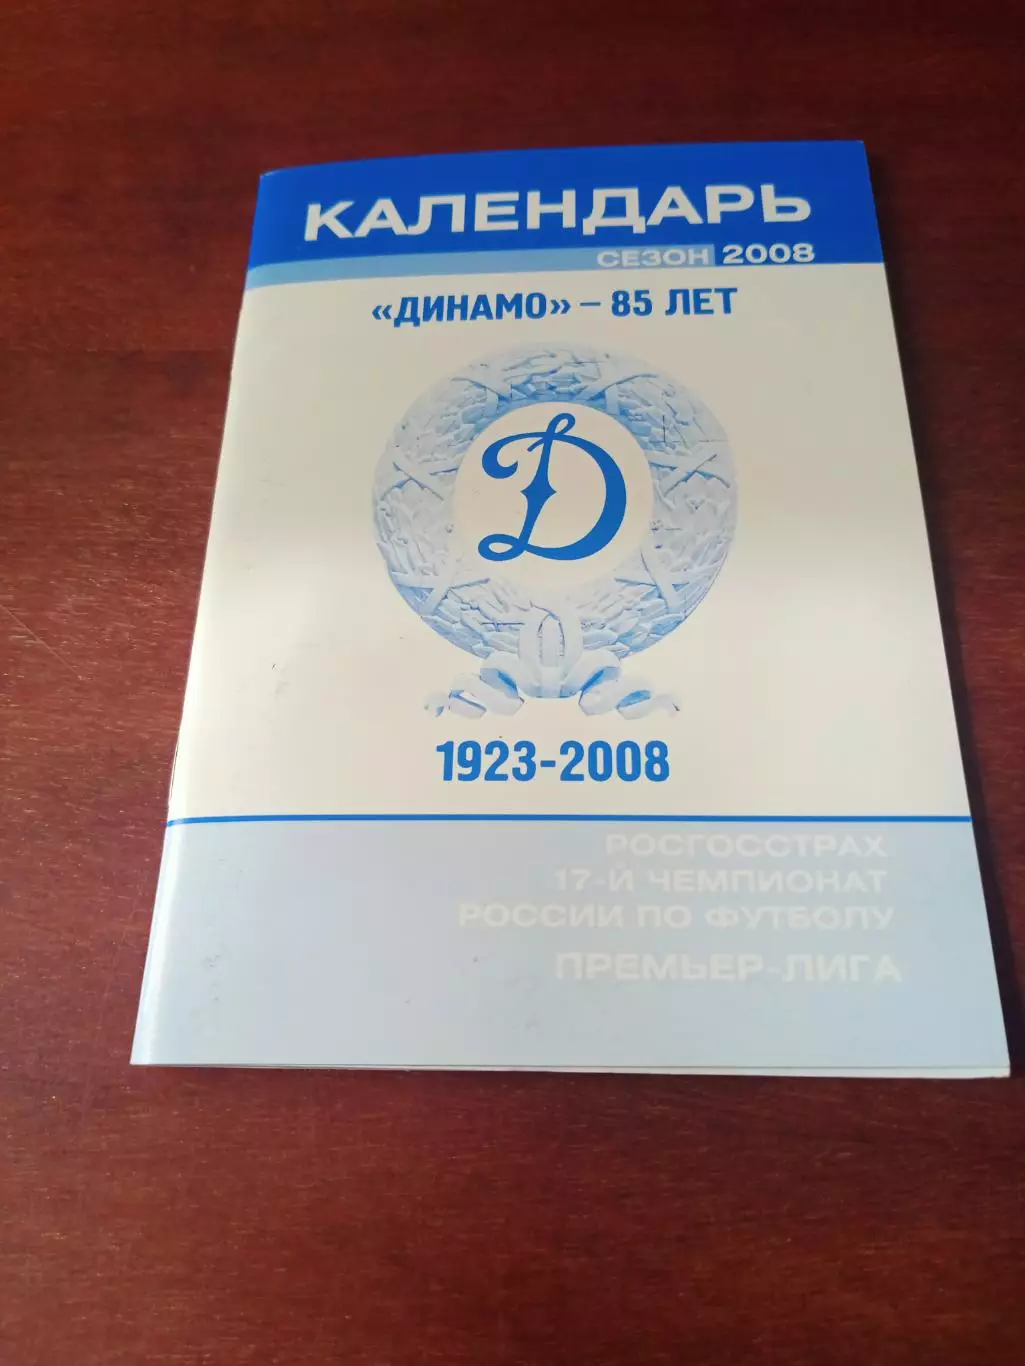 КАЛЕНДАРЬ
СЕЗОН 2008
«ДИНАМО» – 85 ЛЕТ
Д
1923-2008
РОСГОССТРАХ
17-Й ЧЕМПИОНАТ
РОССИИ ПО ФУТБОЛУ
ПРЕМЬЕР-ЛИГА